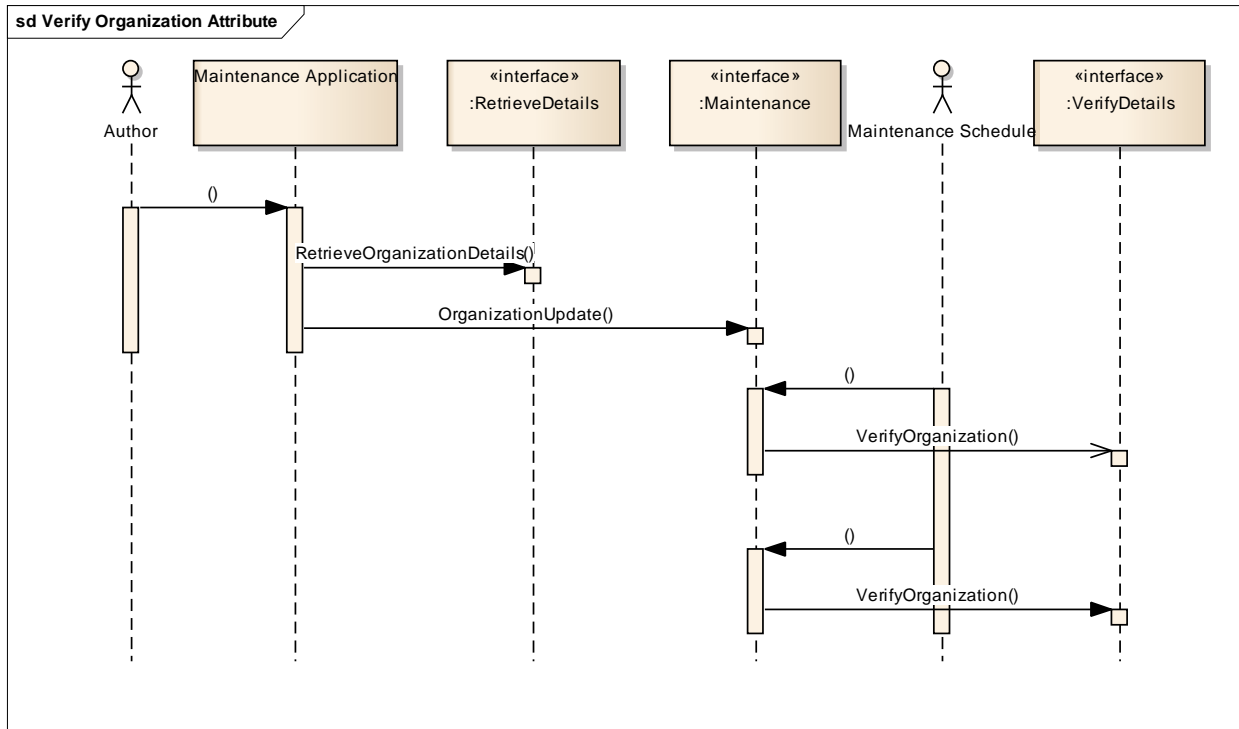 sd Verify Organization Attribute
Author
Maintenance Application
«interface»
:RetrieveDetails
«interface»
:Maintenance
Maintenance Schedule
«interface»
:VerifyDetails
()
RetrieveOrganizationDetails()
OrganizationUpdate()
()
VerifyOrganization()
()
VerifyOrganization()